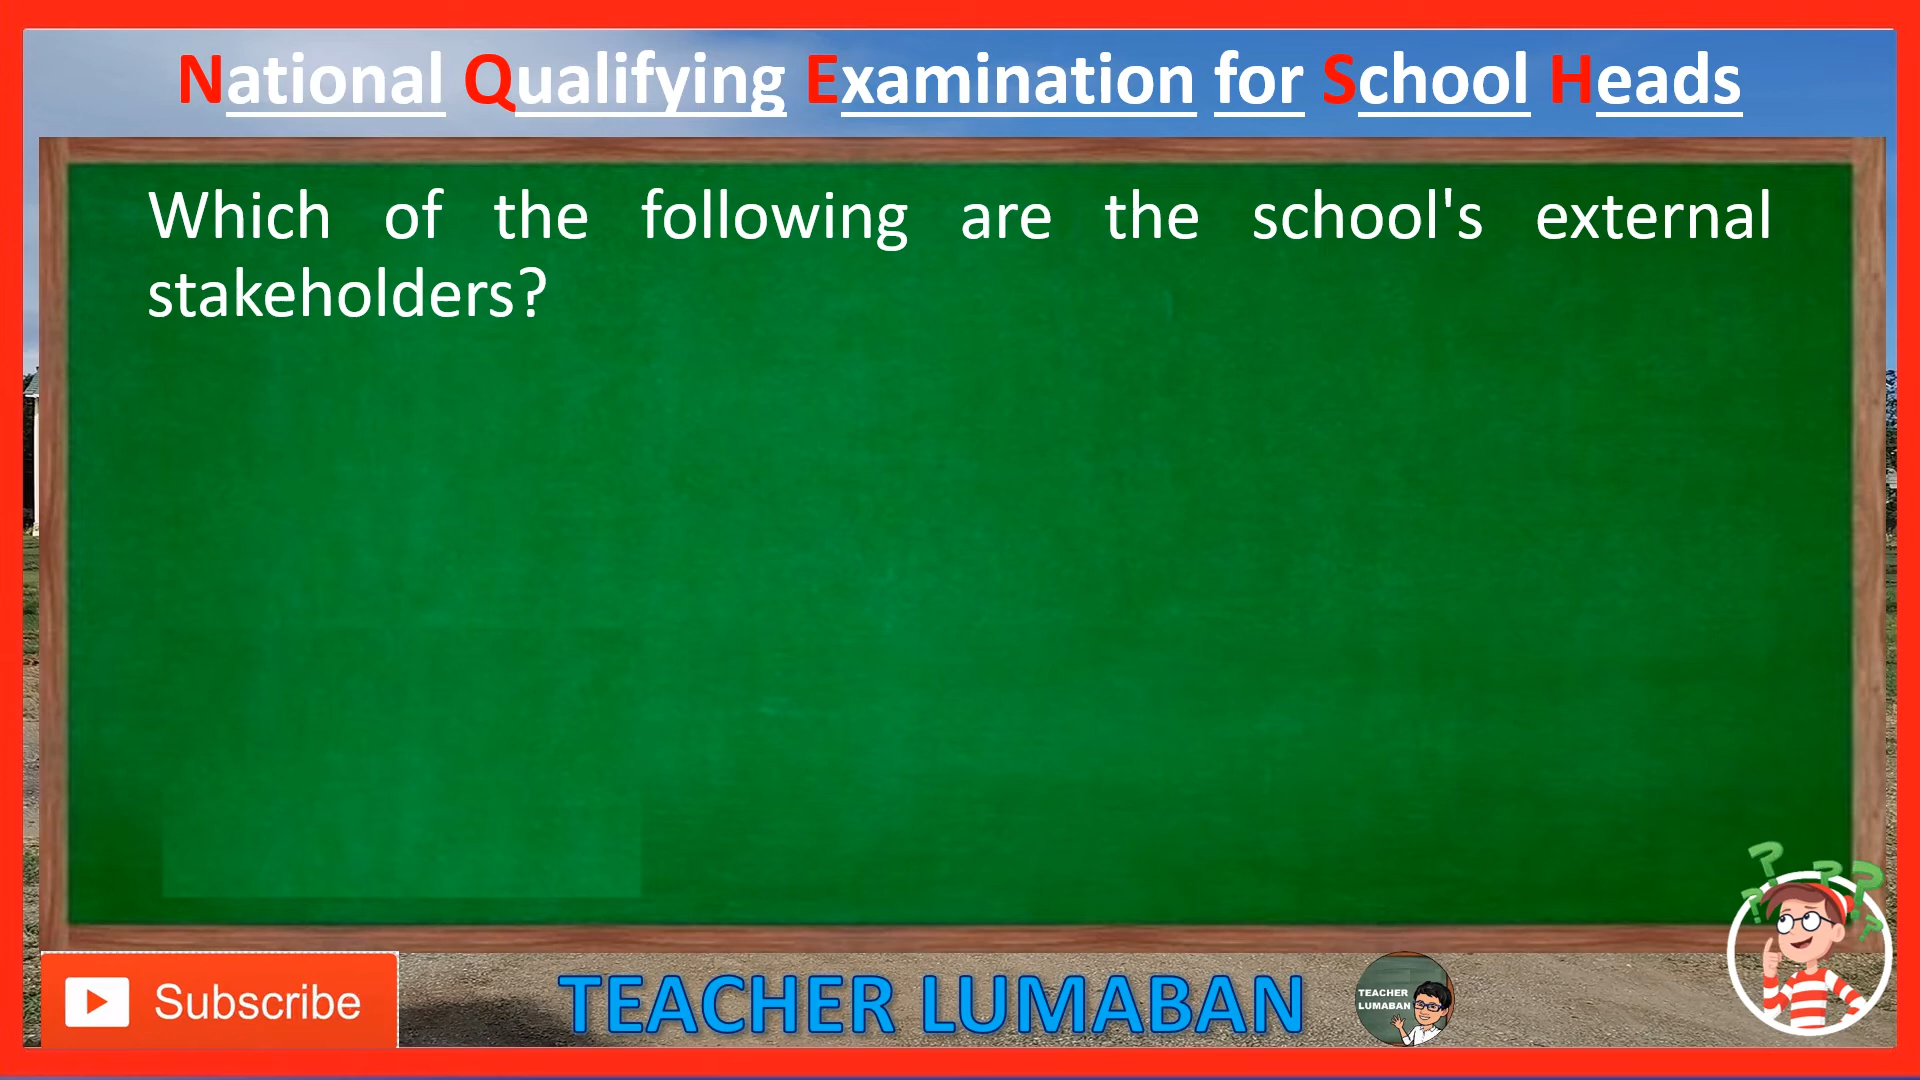 National Qualifying Examination for School Heads
Which of the following are the school's external
stakeholders?
Subscribe
TEACHER LUMABAN
TEACHER
LUMABAN